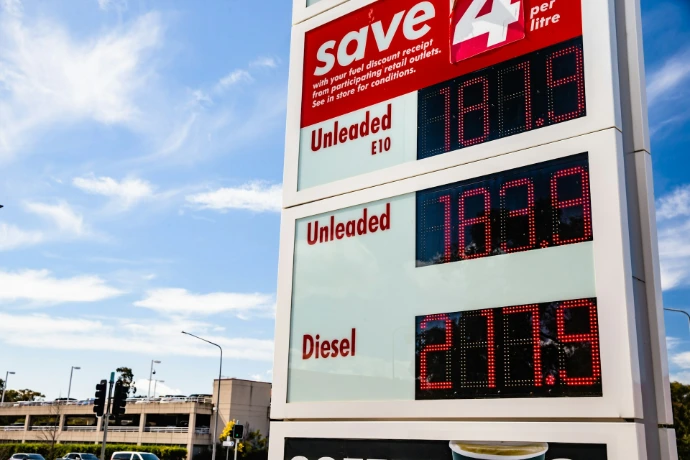 save 4 per
litre
with your fuel discount receipt
from participating retail outlets.
See in store for conditions.
Unleaded 187.9
E10
Unleaded 189.9
Diesel 217.9